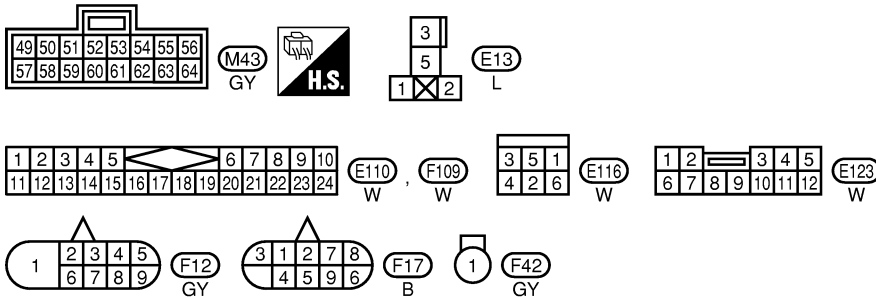 49 50 51 52 53 54 55 56
57 58 59 60 61 62 63 64
M43
GY
H.S.
3
5
1 2
E13
L
1 2 3 4 5 6 7 8 9 10
11 12 13 14 15 16 17 18 19 20 21 22 23 24
E110 , F109
W W
3 5 1
4 2 6
E116
W
1 2 3 4 5
6 7 8 9 10 11 12
E123
W
1
2 3 4 5
6 7 8 9
F12
GY
3 1 2 7 8
4 5 9 6
F17
B
1
F42
GY